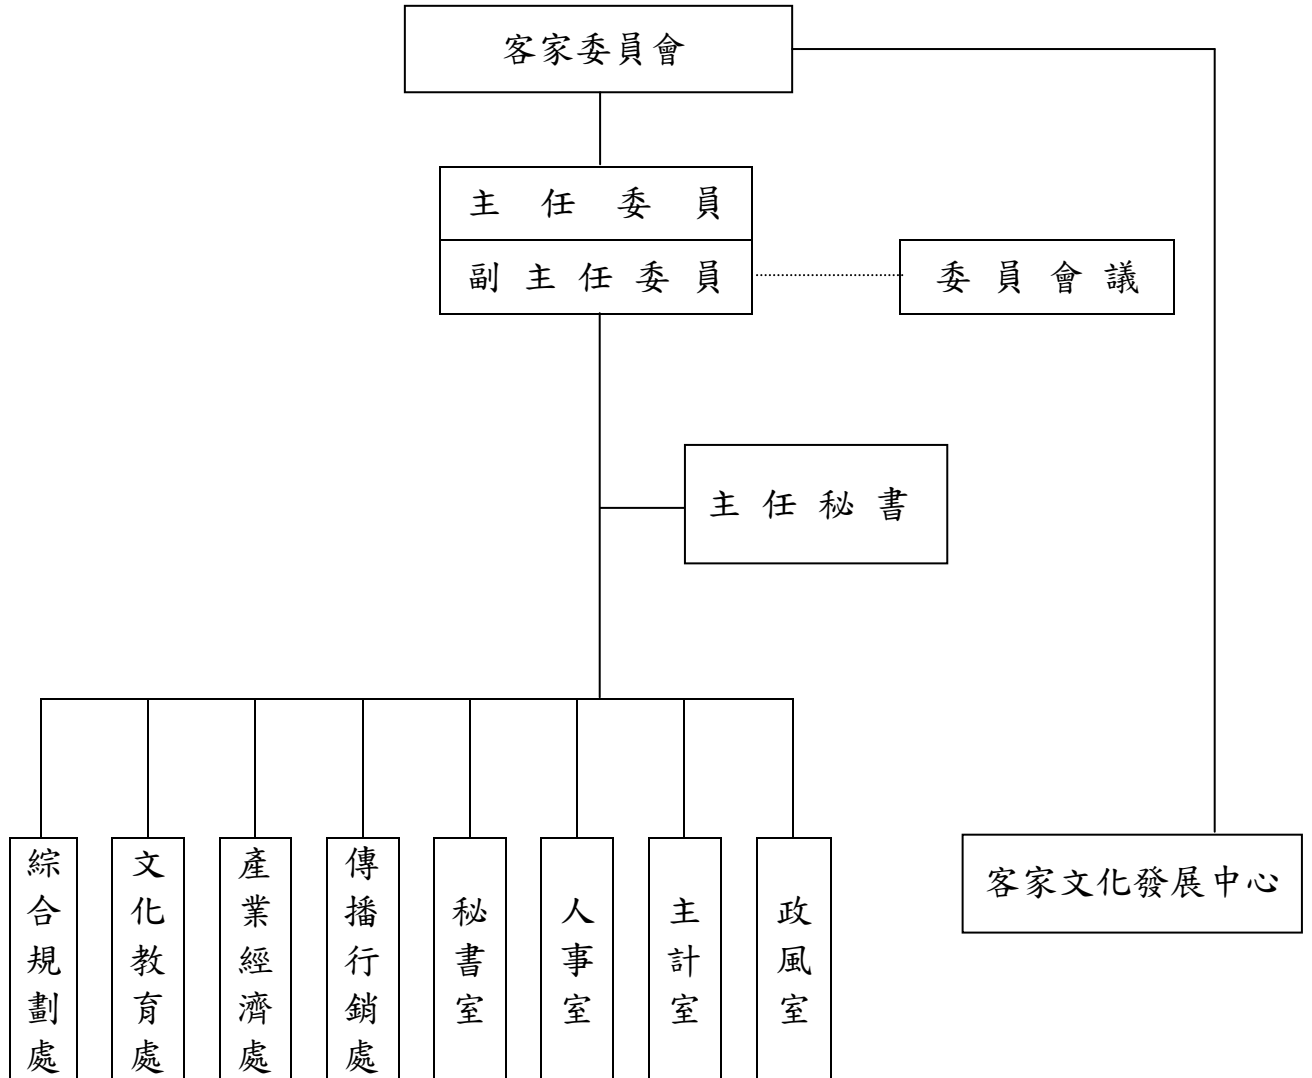 客家委員會
主任委員
副主任委員
委員會議
主任秘書
綜合規劃處
文化教育處
產業經濟處
傳播行銷處
秘書室
人事室
主計室
政風室
客家文化發展中心